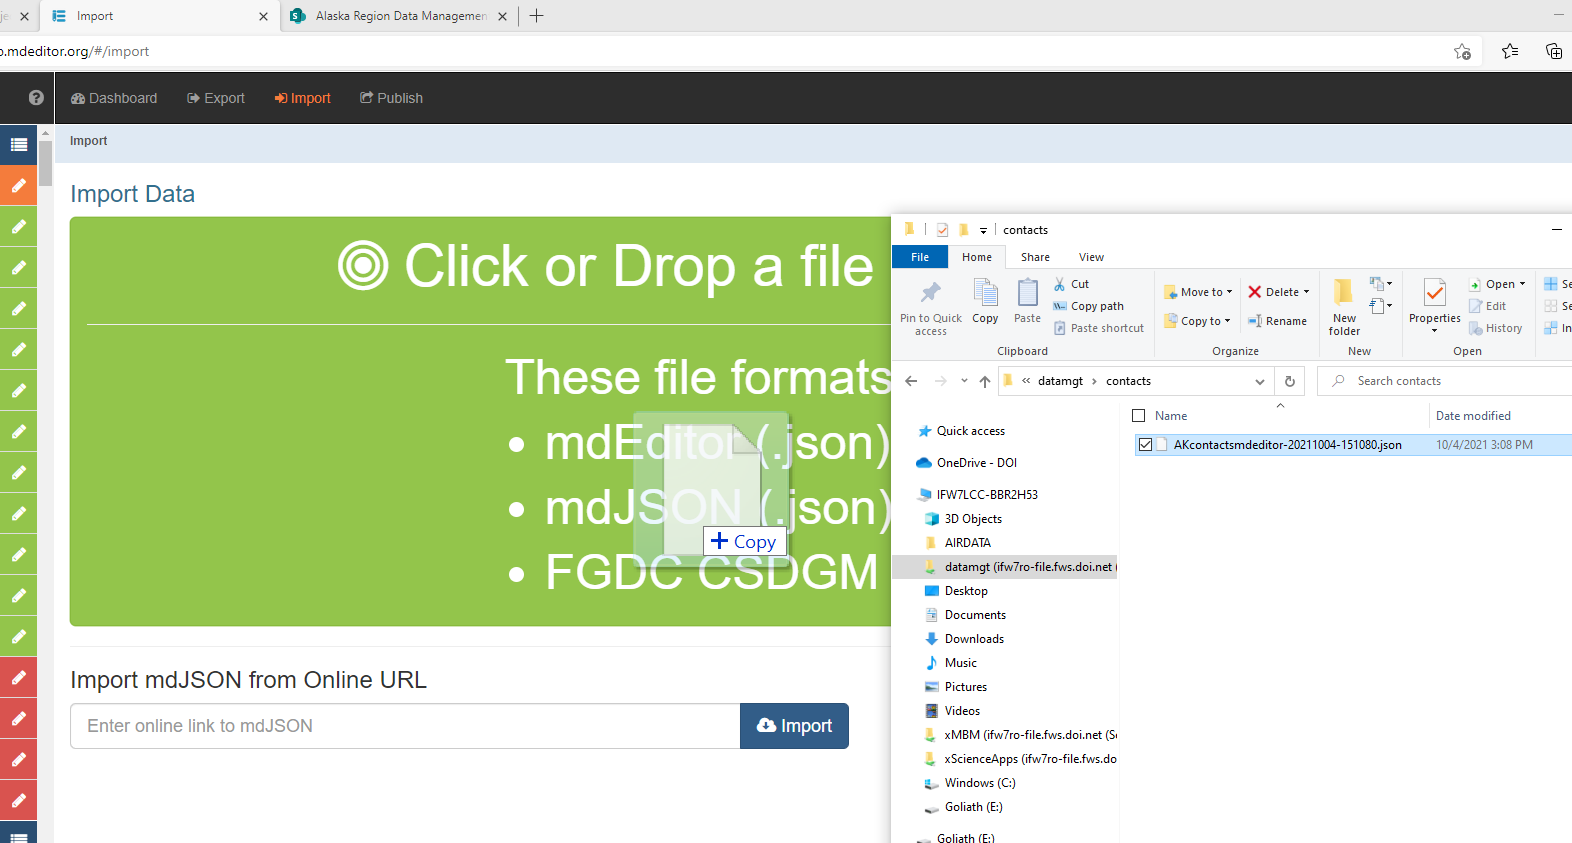 Import
Alaska Region Data Management
o.mdeditor.org/#/import
Dashboard
Export
Import
Publish
Import
Import Data
Click or Drop a file
These file formats
mdEditor (.json)
mdJSON (.json)
FGDC CSDGM
+ Copy
Import mdJSON from Online URL
Enter online link to mdJSON
Import
contacts
File
Home
Share
View
Pin to Quick
access
Copy
Paste
Cut
Copy path
Paste shortcut
Clipboard
Move to
Copy to
Delete
Rename
Organize
New
folder
New
Properties
Open
Edit
History
Open
Se
Se
In
« datamgt › contacts
Search contacts
Name
Date modified
AKcontactsmdeditor-20211004-151080.json
10/4/2021 3:08 PM
Quick access
OneDrive - DOI
IFW7LCC-BBR2H53
3D Objects
AIRDATA
datamgt (ifw7ro-file.fws.doi.net (
Desktop
Documents
Downloads
Music
Pictures
Videos
xMBM (ifw7ro-file.fws.doi.net (Sc
xScienceApps (ifw7ro-file.fws.do
Windows (C:)
Goliath (E:)
Goliath (E:)